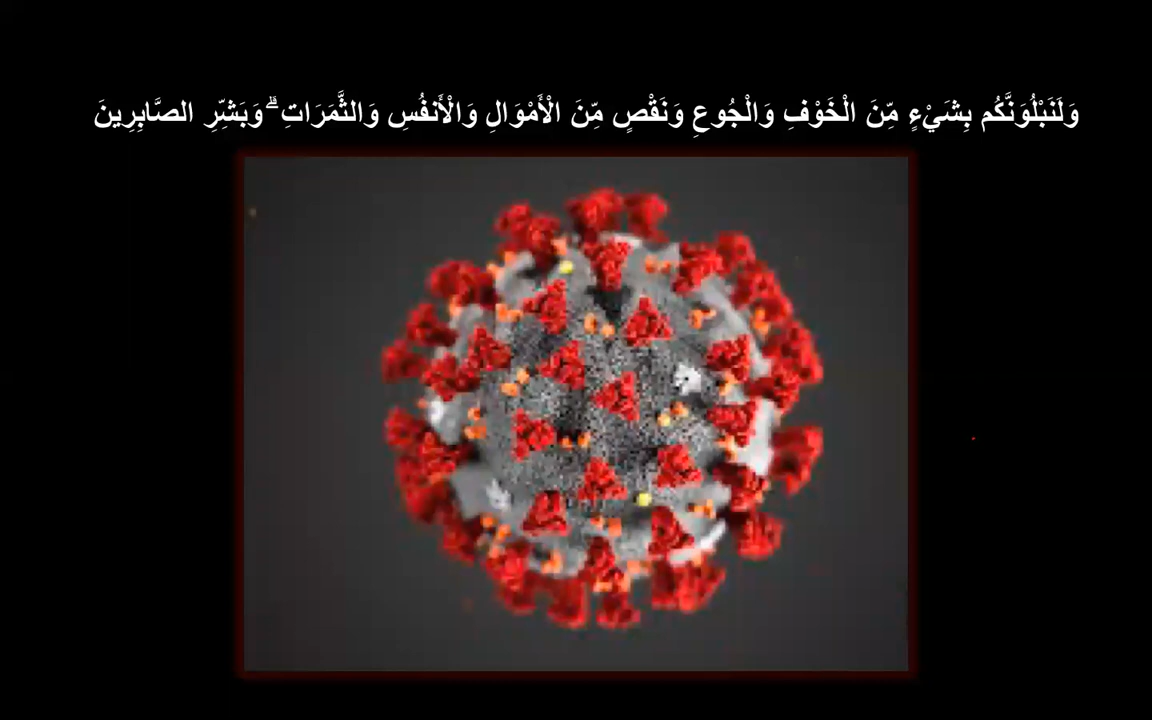 وَلَنَبْلُوَنَّكُم بِشَيْءٍ مِّنَ الْخَوْفِ وَالْجُوعِ وَنَقْصٍ مِّنَ الْأَمْوَالِ وَالْأَنفُسِ وَالثَّمَرَاتِ ۗ وَبَشِّرِ الصَّابِرِينَ